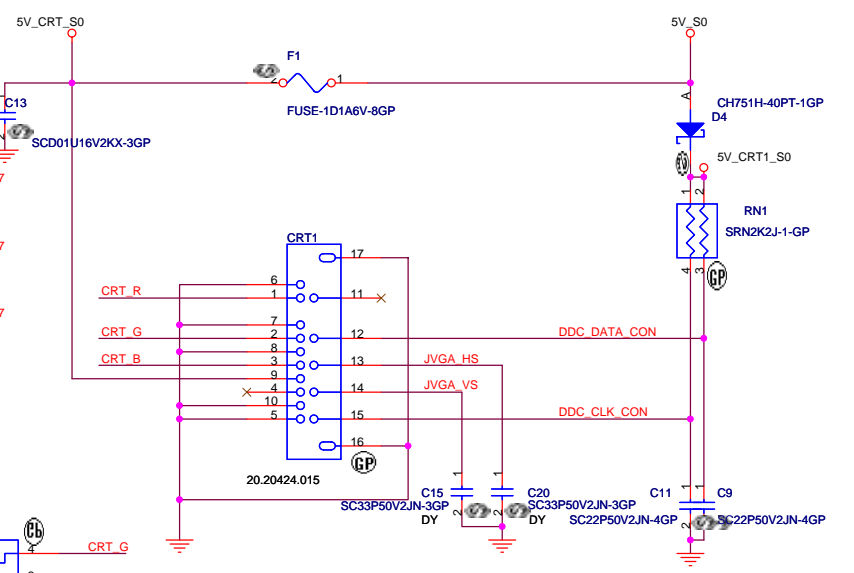 5V_CRT_S0
5V_S0
F1
2
1
FUSE-1D1A6V-8GP
A
CH751H-40PT-1GP
D4
C13
2
SCD01U16V2KX-3GP
5V_CRT1_S0
1
2
RN1
SRN2K2J-1-GP
4
3
GP
7
7
7
CRT1
17
6
CRT_R
1
11
7
CRT_G
2
12
DDC_DATA_CON
8
CRT_B
3
13
JVGA_HS
9
4
14
JVGA_VS
10
5
15
DDC_CLK_CON
16
GP
20.20424.015
1
1
1
1
C15
SC33P50V2JN-3GP
2
DY
C20
SC33P50V2JN-3GP
2
DY
C11
SC22P50V2JN-4GP
2
C9
SC22P50V2JN-4GP
4
CRT_G